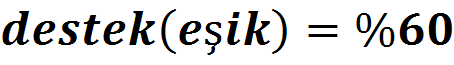 destek(eşik) = %60